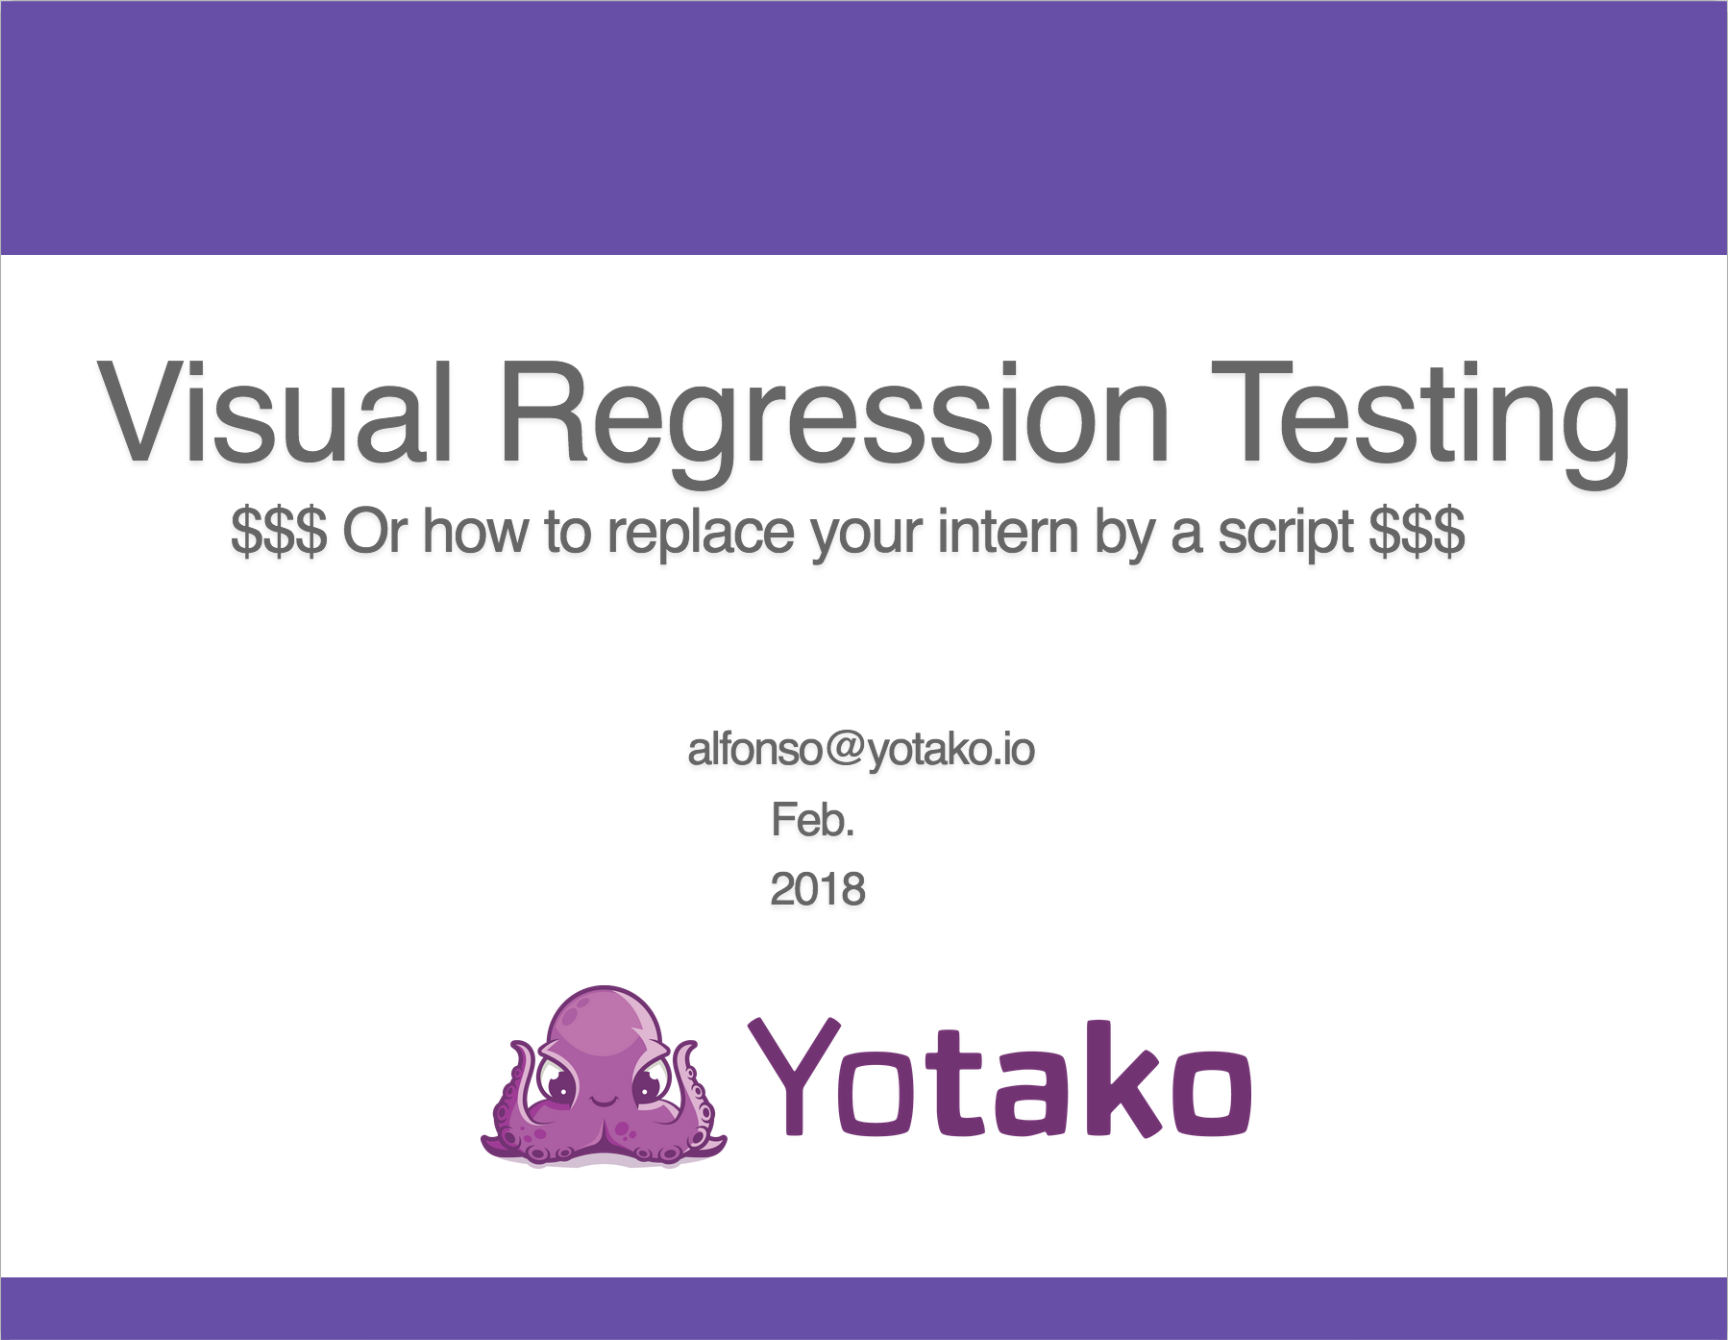 Visual Regression Testing
$$$ Or how to replace your intern by a script $$$
alfonso@yotako.io
Feb.
2018
Yotako